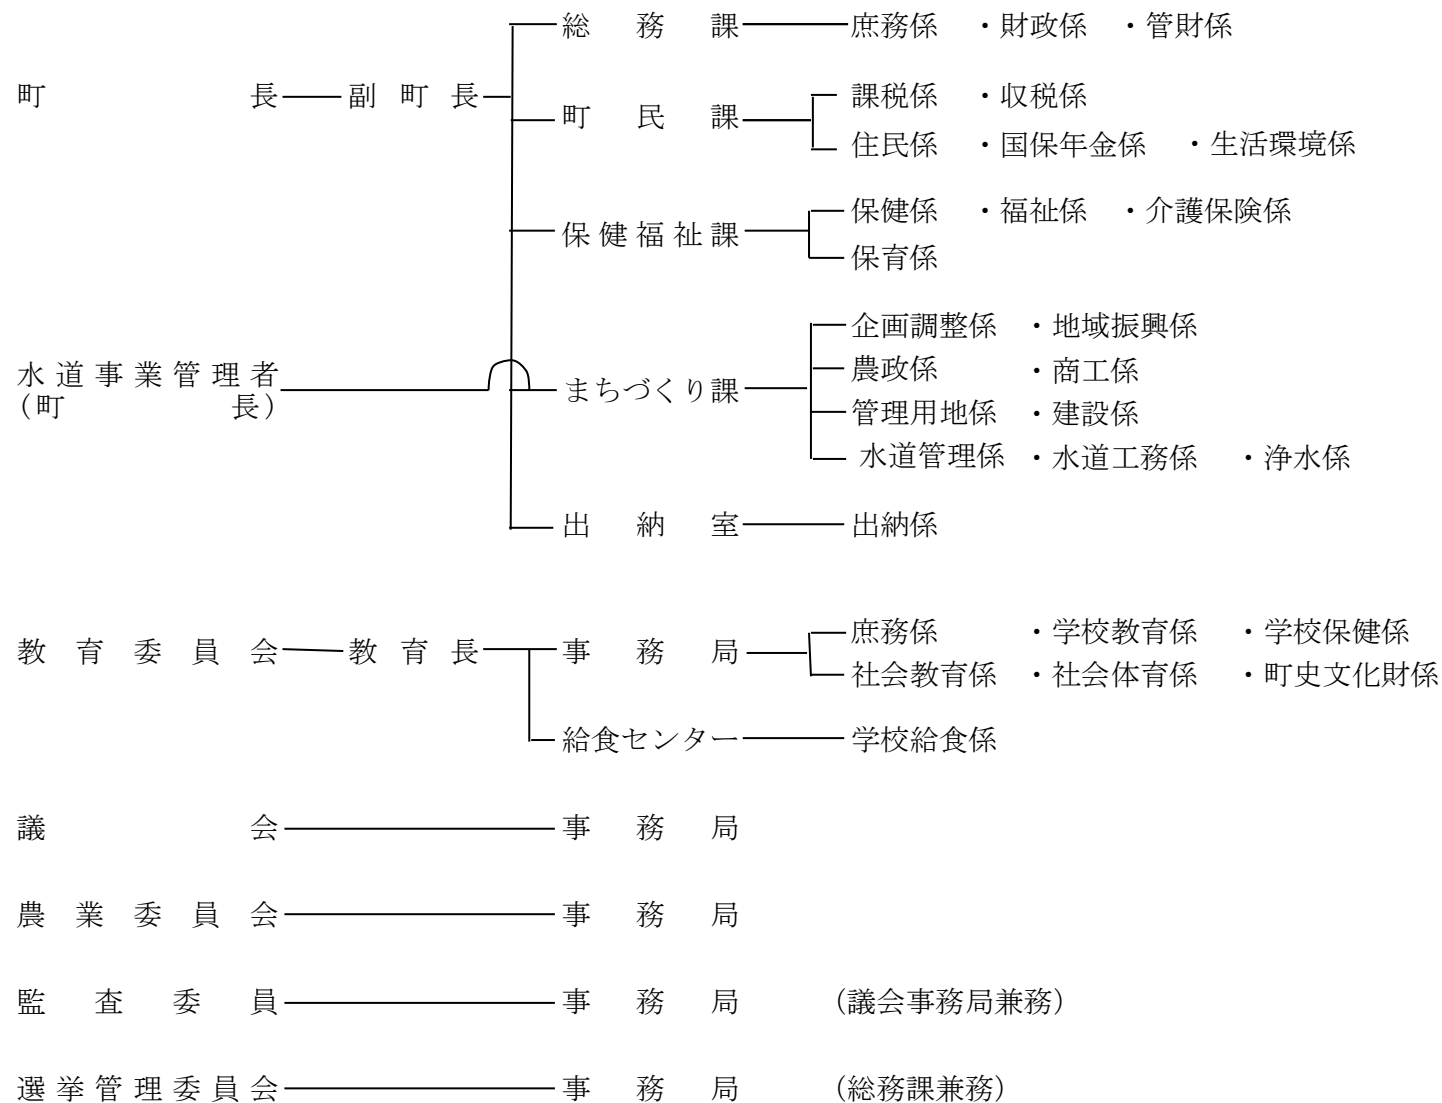 総務課 庶務係 ・財政係 ・管財係
町長 副町長 課税係 ・収税係
町民課
住民係 ・国保年金係 ・生活環境係
保健係 ・福祉係 ・介護保険係
保健福祉課
保育係
企画調整係 ・地域振興係
農政係 ・商工係
水道事業管理者 まちづくり課
(町長) 管理用地係 ・建設係
水道管理係 ・水道工務係 ・浄水係
出納室 出納係
庶務係 ・学校教育係 ・学校保健係
教育委員会 教育長 事務局
社会教育係 ・社会体育係 ・町史文化財係
給食センター 学校給食係
議会 事務局
農業委員会 事務局
監査委員 事務局 (議会事務局兼務)
選挙管理委員会 事務局 (総務課兼務)